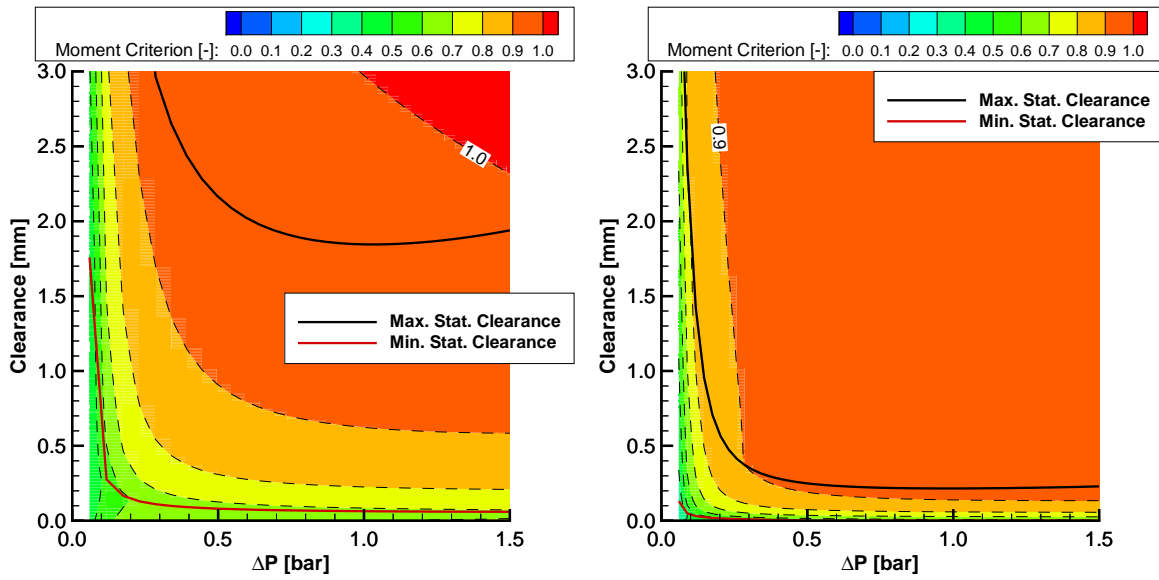 Moment Criterion [-]: 0.0 0.1 0.2 0.3 0.4 0.5 0.6 0.7 0.8 0.9 1.0
3.0
2.5
2.0
1.5
1.0
0.5
0.0
Clearance [mm]
1.0
Max. Stat. Clearance
Min. Stat. Clearance
0.0 0.5 1.0 1.5
ΔP [bar]
Moment Criterion [-]: 0.0 0.1 0.2 0.3 0.4 0.5 0.6 0.7 0.8 0.9 1.0
3.0
2.5
2.0
1.5
1.0
0.5
0.0
Clearance [mm]
Max. Stat. Clearance
Min. Stat. Clearance
0.9
0.0 0.5 1.0 1.5
ΔP [bar]